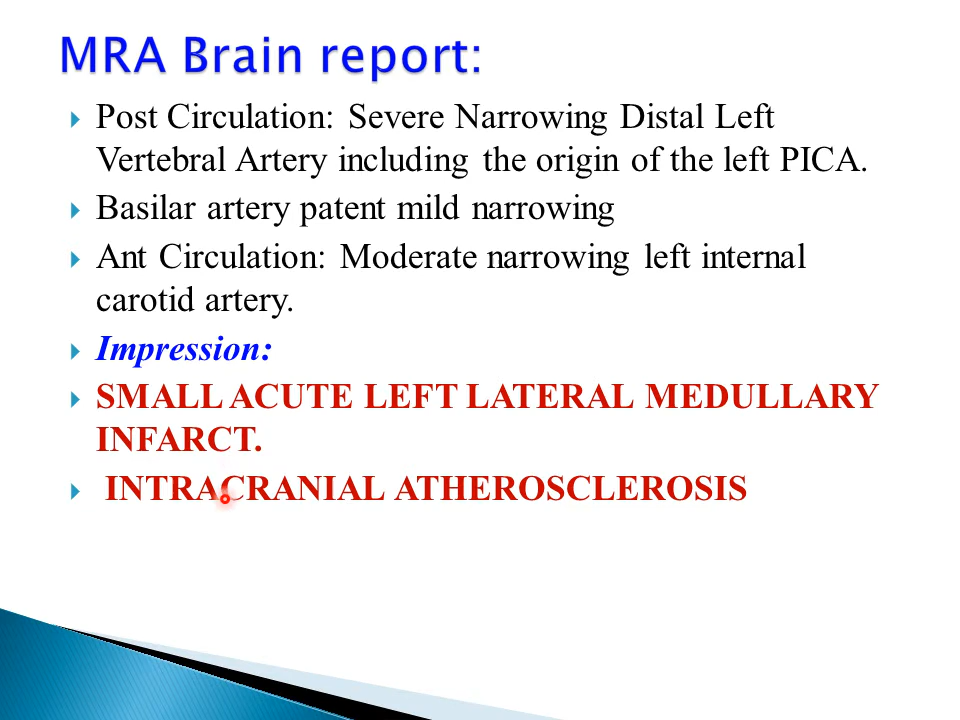 MRA Brain report:
Post Circulation: Severe Narrowing Distal Left
Vertebral Artery including the origin of the left PICA.
Basilar artery patent mild narrowing
Ant Circulation: Moderate narrowing left internal
carotid artery.
Impression:
SMALL ACUTE LEFT LATERAL MEDULLARY
INFARCT.
INTRACRANIAL ATHEROSCLEROSIS